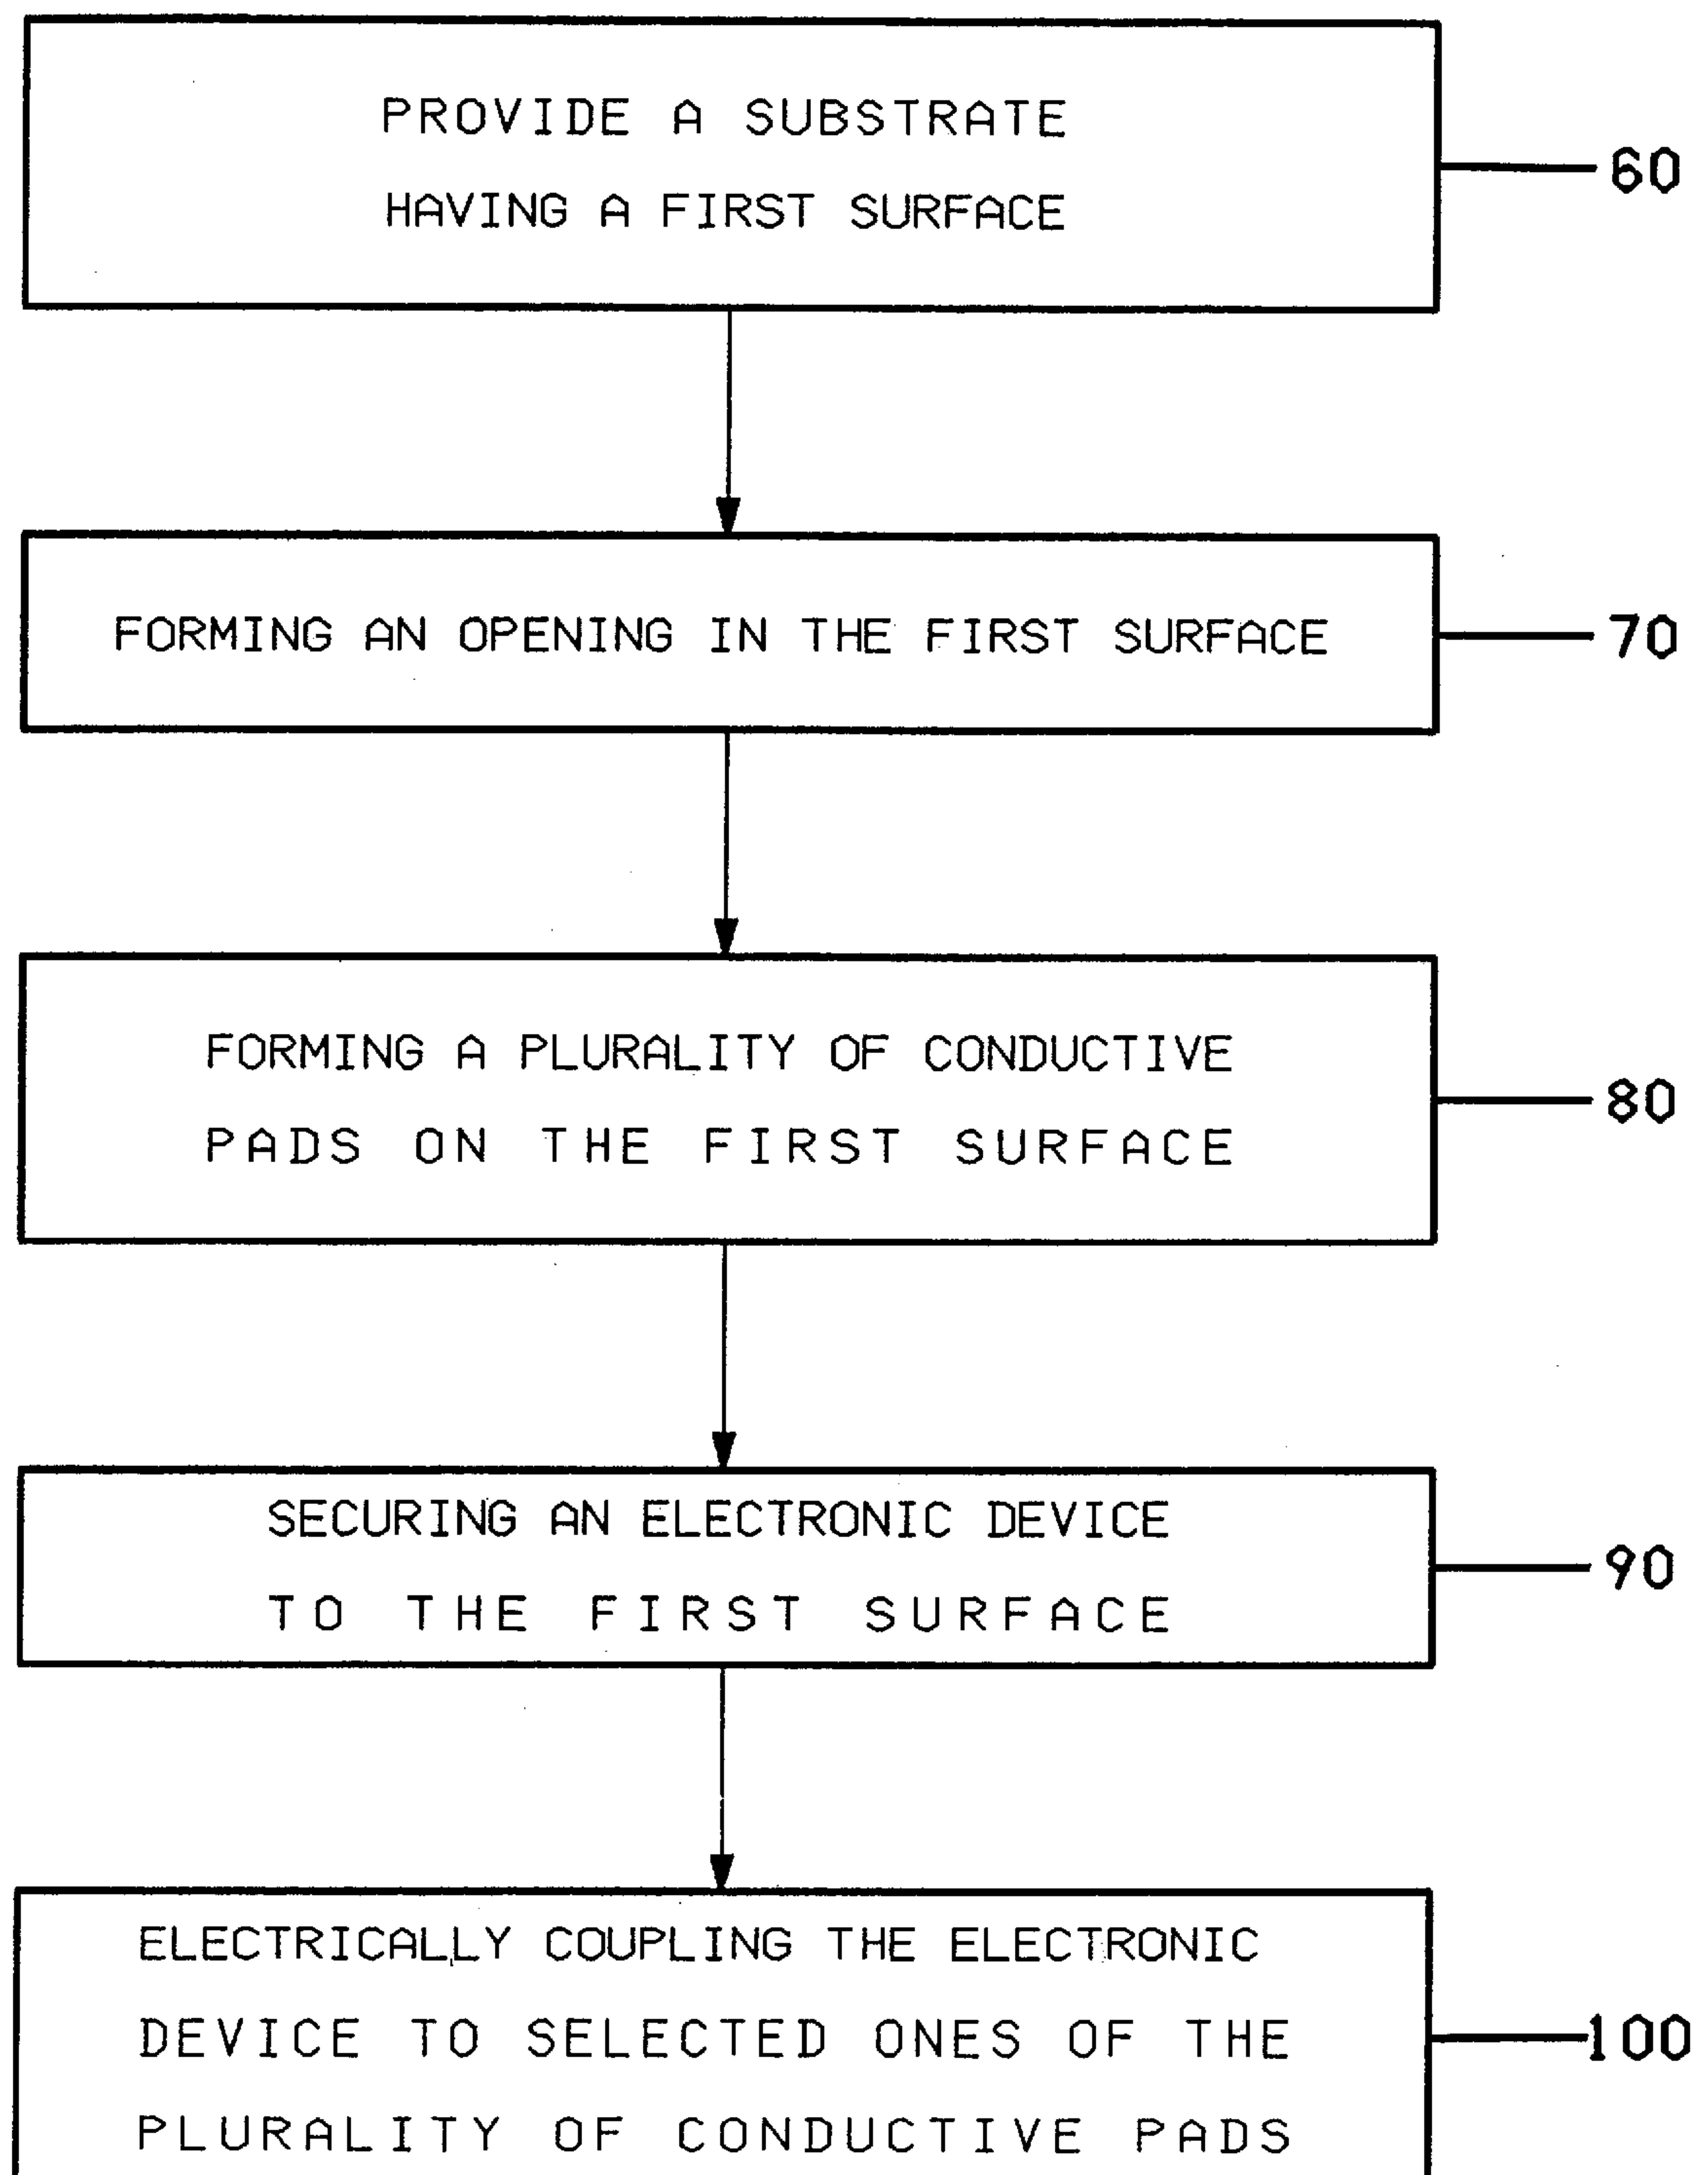 PROVIDE A SUBSTRATE
HAVING A FIRST SURFACE
60
FORMING AN OPENING IN THE FIRST SURFACE
70
FORMING A PLURALITY OF CONDUCTIVE
PADS ON THE FIRST SURFACE
80
SECURING AN ELECTRONIC DEVICE
TO THE FIRST SURFACE
90
ELECTRICALLY COUPLING THE ELECTRONIC
DEVICE TO SELECTED ONES OF THE
PLURALITY OF CONDUCTIVE PADS
100